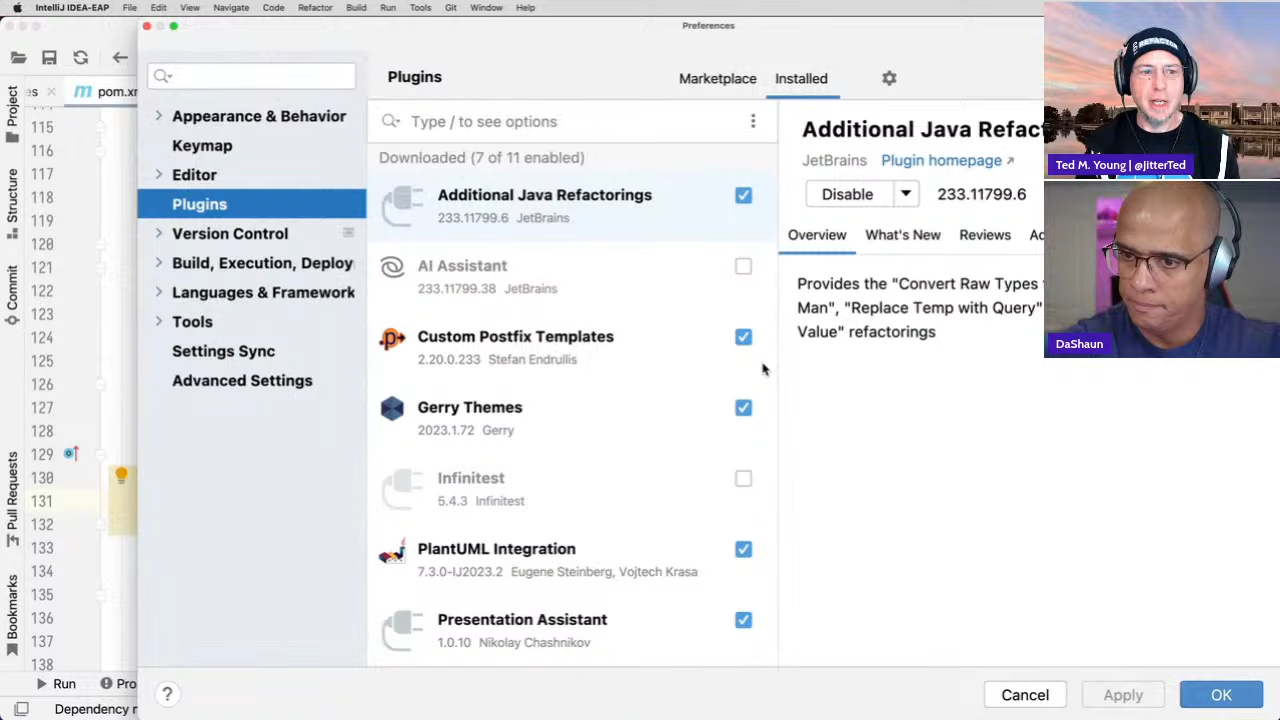 IntelliJ IDEA-EAP File Edit View Navigate Code Refactor Build Run Tools Git Window Help
Preferences
es
pom.xm
Project
Structure
Commit
Pull Requests
Bookmarks
115
116
117
118
119
120
121
122
123
124
125
126
127
128
129
130
131
132
133
134
135
136
137
138
Run
Pro
Dependency
Appearance & Behavior
Keymap
Editor
Plugins
Version Control
Build, Execution, Deploy
Languages & Framework
Tools
Settings Sync
Advanced Settings
Plugins
Marketplace
Installed
Type / to see options
Downloaded (7 of 11 enabled)
Additional Java Refactorings
233.11799.6 JetBrains
AI Assistant
233.11799.38 JetBrains
Custom Postfix Templates
2.20.0.233 Stefan Endrullis
Gerry Themes
2023.1.72 Gerry
Infinitest
5.4.3 Infinitest
PlantUML Integration
7.3.0-IJ2023.2 Eugene Steinberg, Vojtech Krasa
Presentation Assistant
1.0.10 Nikolay Chashnikov
Additional Java Refact
JetBrains Plugin homepage ↗
Disable 233.11799.6
Overview What's New Reviews Ad
Provides the "Convert Raw Types
Man", "Replace Temp with Query"
Value" refactorings
?
Cancel
Apply
OK
REFACTOR
Ted M. Young | @JitterTed
DaShaun